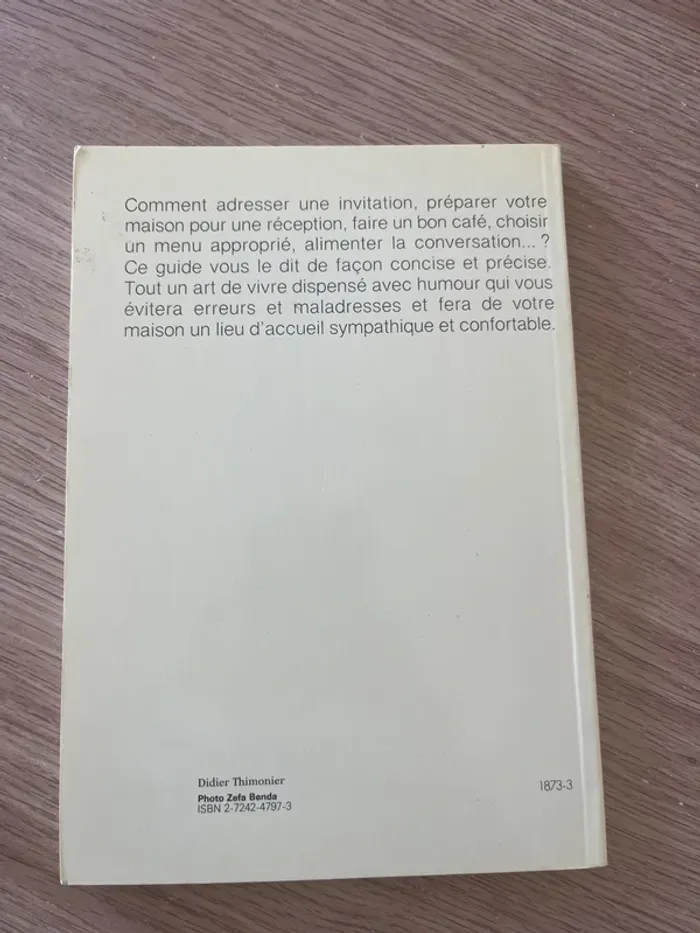 Comment adresser une invitation, préparer votre
maison pour une réception, faire un bon café, choisir
un menu approprié, alimenter la conversation... ?
Ce guide vous le dit de façon concise et précise.
Tout un art de vivre dispensé avec humour qui vous
évitera erreurs et maladresses et fera de votre
maison un lieu d'accueil sympathique et confortable.
Didier Thimonier
Photo Zefa Benda
ISBN 2-7242-4797-3
1873-3